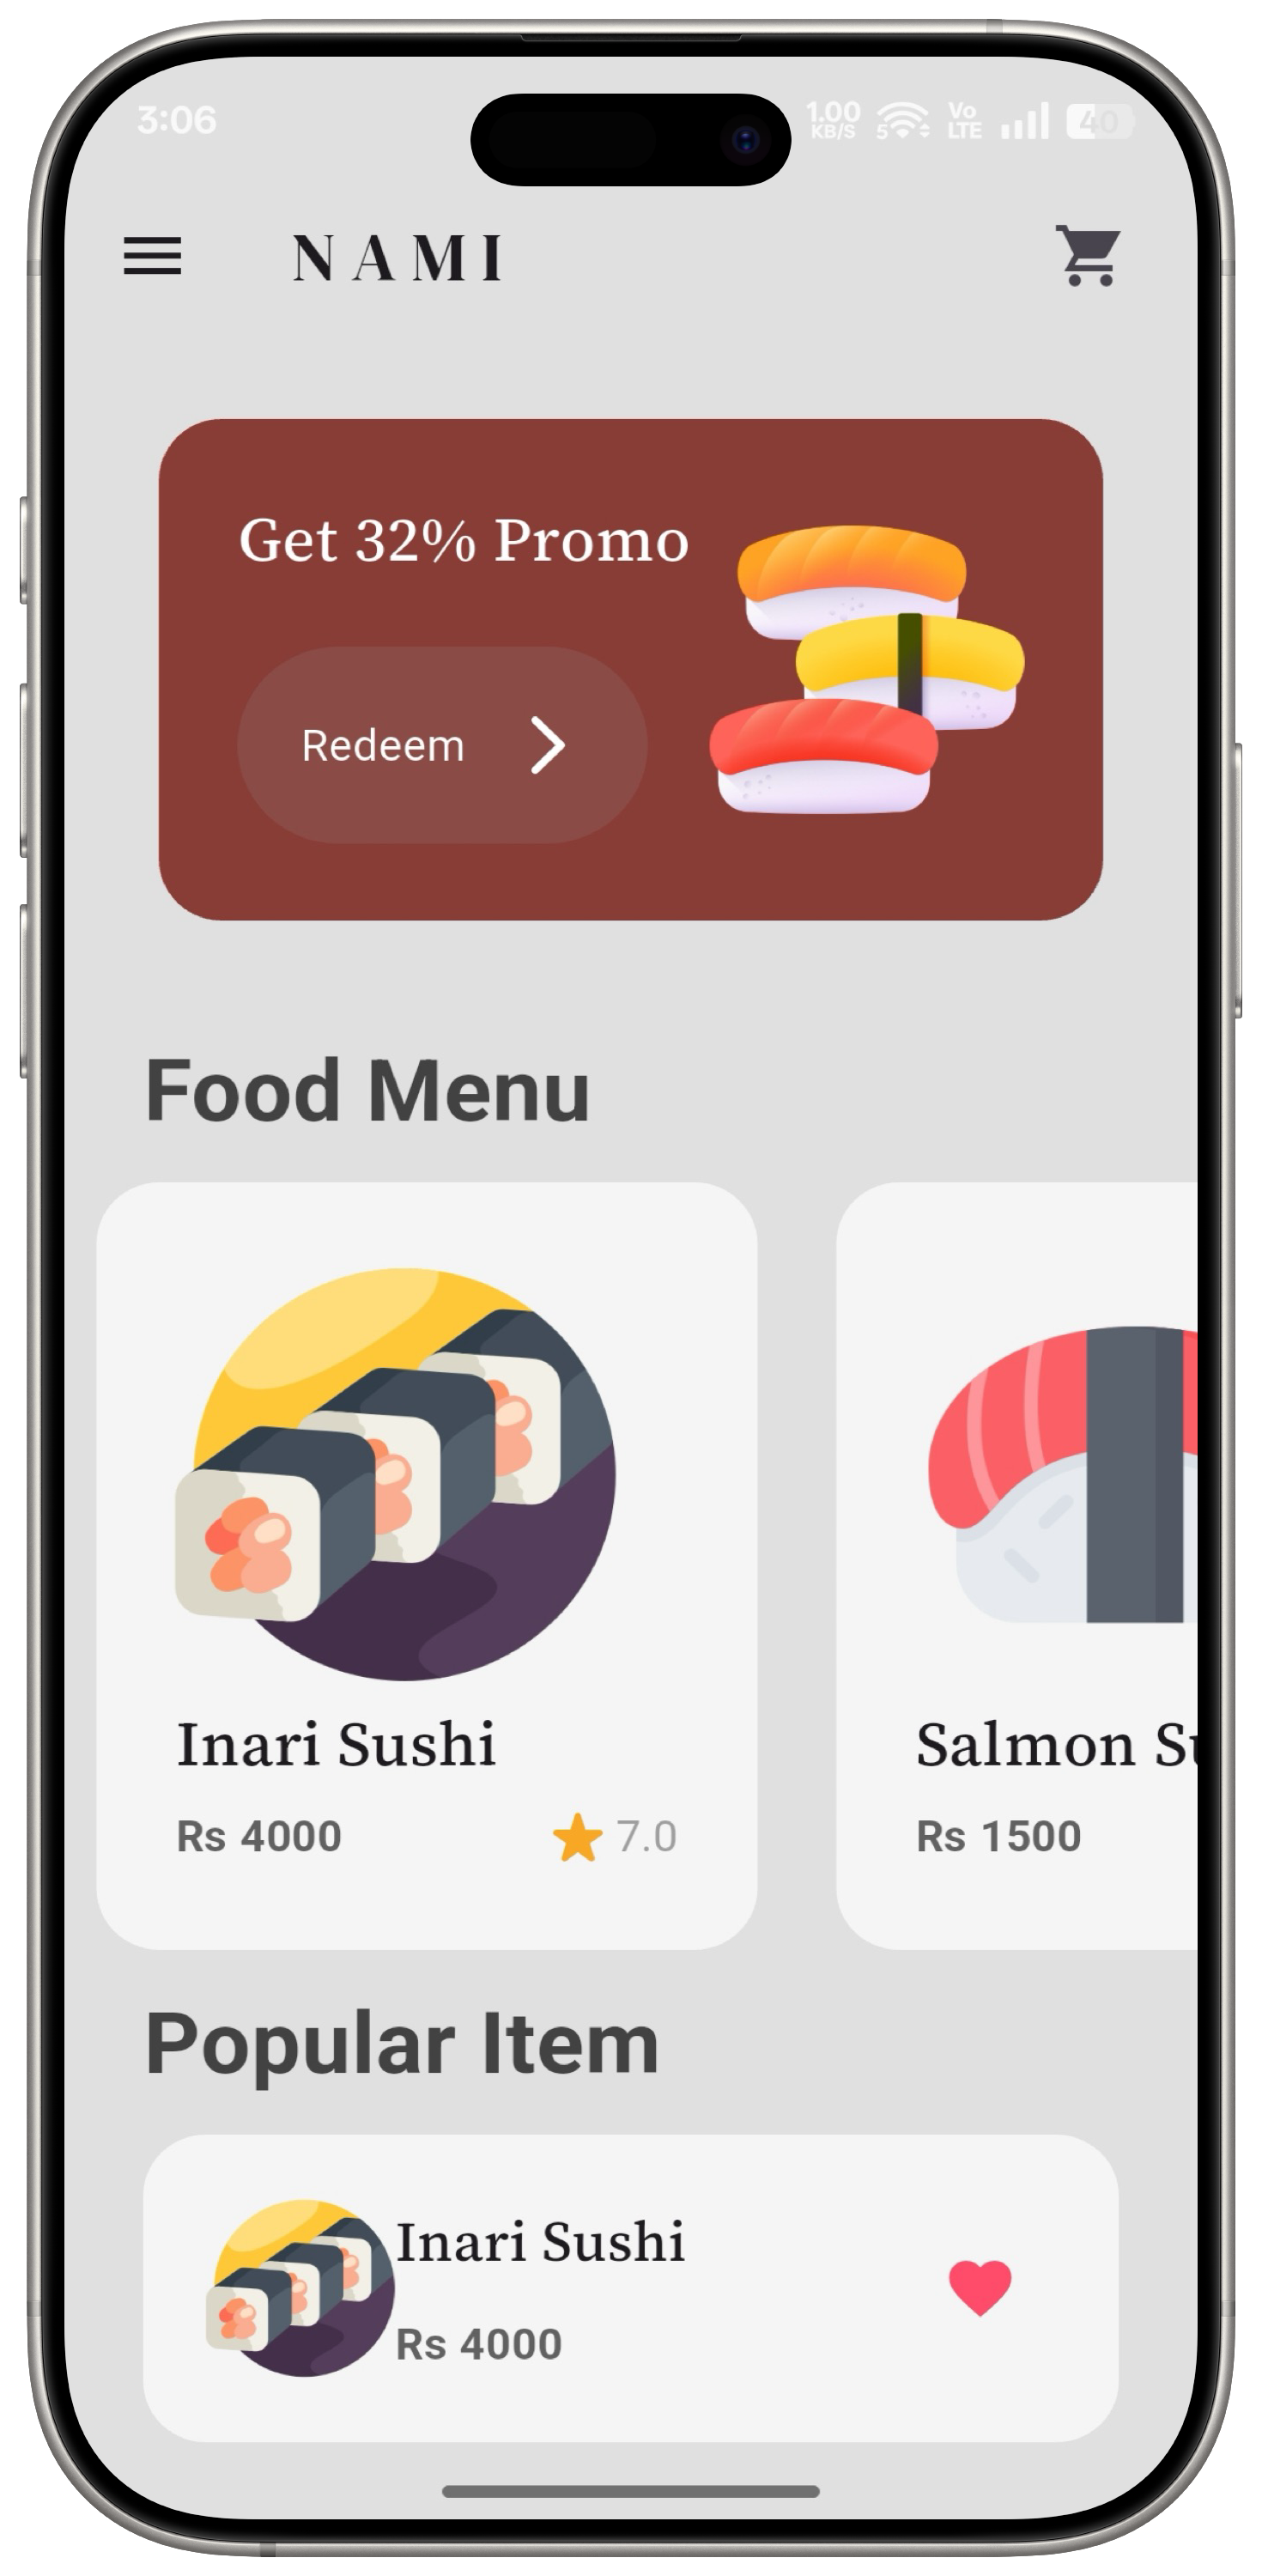 3:06
1.00
KB/S
5
Vo
LTE
40
NAMI
Get 32% Promo
Redeem
Food Menu
Inari Sushi
Rs 4000
7.0
Salmon
Rs 1500
Popular Item
Inari Sushi
Rs 4000